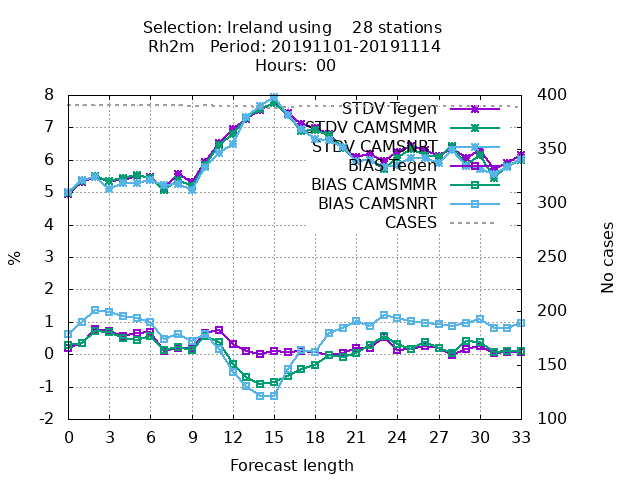 Selection: Ireland using 28 stations
Rh2m Period: 20191101-20191114
Hours: 00
8
7
6
5
4
3
2
1
0
-1
-2
%
400
350
300
250
200
150
100
No cases
STDV Tegen
STDV CAMSMMR
STDV CAMSNRT
BIAS Tegen
BIAS CAMSMMR
BIAS CAMSNRT
CASES
0 3 6 9 12 15 18 21 24 27 30 33
Forecast length